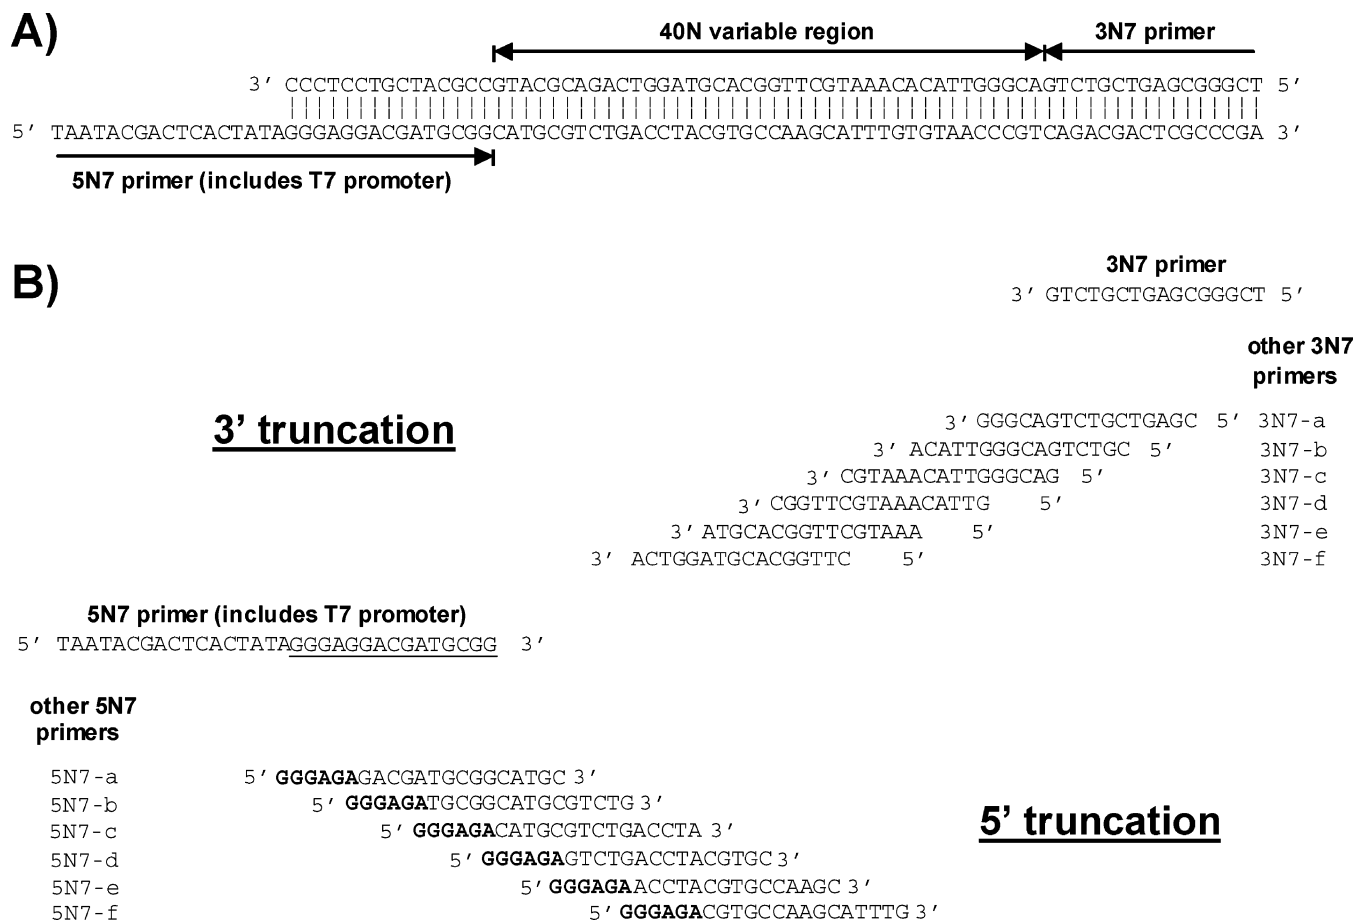 A)
40N variable region
3N7 primer
3′ CCCTCCTGCTACGCCGTACGCAGACTGGATGCACGGTTCGTAAACACATTGGGCAGTCTGCTGAGCGGGCT 5′
5′ TAATACGACTCACTATAGGGAGGACGATGCGGCATGCGTCTGACCTACGTGCCAAGCATTTGTGTAACCCGTCAGACGACTCGCCCGA 3′
5N7 primer (includes T7 promoter)
B)
3N7 primer
3′ GTCTGCTGAGCGGGCT 5′
other 3N7
primers
3’ truncation
3′ GGGCAGTCTGCTGAGC 5′ 3N7-a
3′ ACATTGGGCAGTCTGC 5′ 3N7-b
3′ CGTAAACATTGGGCAG 5′ 3N7-c
3′ CGGTTCGTAAACATTG 5′ 3N7-d
3′ ATGCACGGTTCGTAAA 5′ 3N7-e
3′ ACTGGATGCACGGTTC 5′ 3N7-f
5N7 primer (includes T7 promoter)
5′ TAATACGACTCACTATAGGGAGGACGATGCGG 3′
other 5N7
primers
5N7-a 5′ GGGAGAGACGATGCGGCATGC 3′
5N7-b 5′ GGGAGATGCGGCATGCGTCTG 3′
5N7-c 5′ GGGAGACATGCGTCTGACCTA 3′
5N7-d 5′ GGGAGAGTCTGACCTACGTGC 3′
5N7-e 5′ GGGAGAACCTACGTGCCAAGC 3′
5N7-f 5′ GGGAGACGTGCCAAGCATTTG 3′
5’ truncation